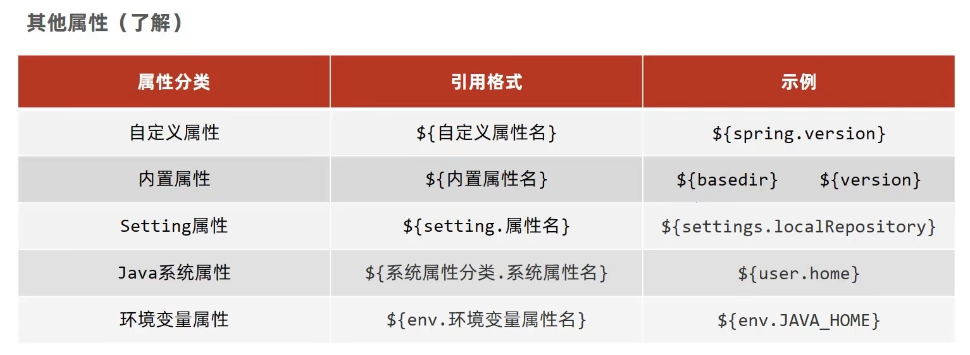 其他属性（了解）
属性分类 引用格式 示例
自定义属性 ${自定义属性名} ${spring.version}
内置属性 ${内置属性名} ${basedir} ${version}
Setting属性 ${setting.属性名} ${settings.localRepository}
Java系统属性 ${系统属性分类.系统属性名} ${user.home}
环境变量属性 ${env.环境变量属性名} ${env.JAVA_HOME}